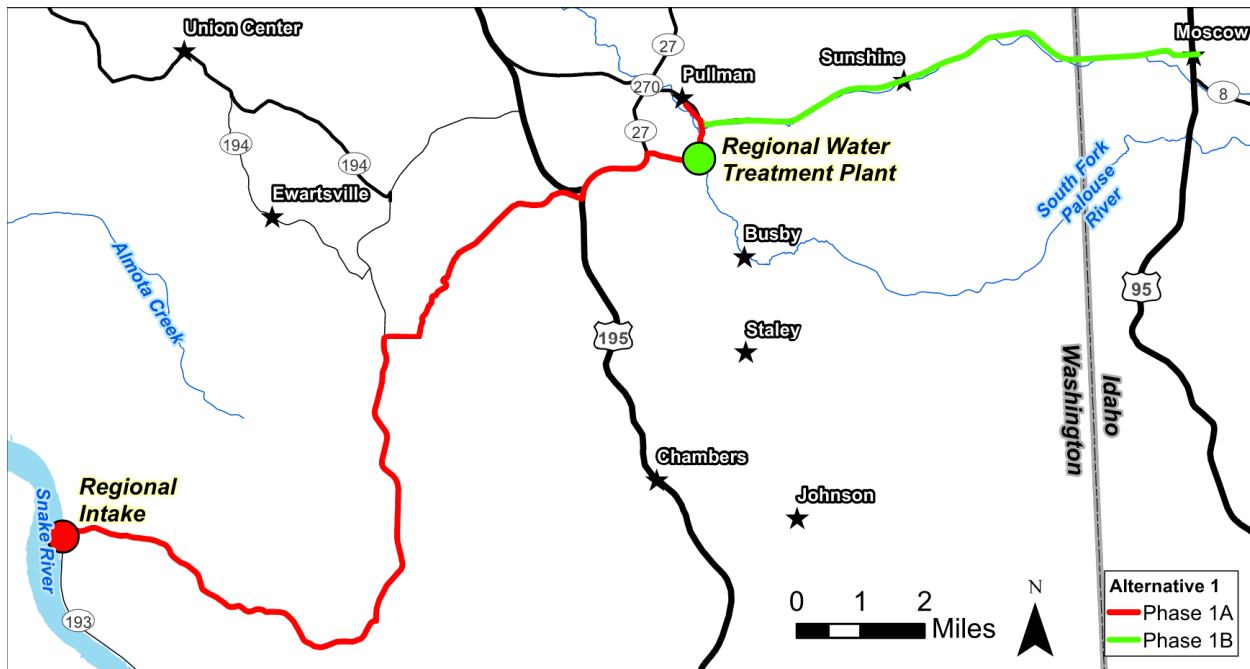 Union Center
27
Moscow
Sunshine
Pullman
270
8
27
194
194
Regional Water
Treatment Plant
Ewartsville
South Fork
Palouse
River
Busby
Almota Creek
95
195
Staley
Washington
Idaho
Chambers
Regional
Intake
Johnson
Snake River
193
0 1 2
Miles
N
Alternative 1
Phase 1A
Phase 1B